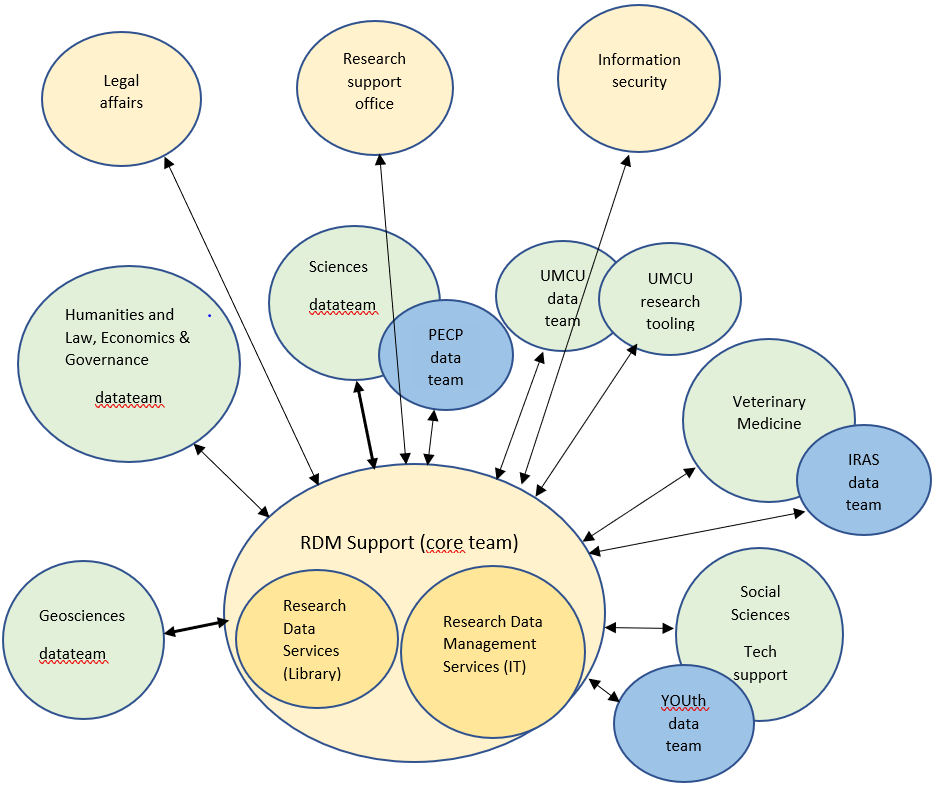 Legal
affairs
Research
support
office
Information
security
Humanities and
Law, Economics &
Governance
datateam
Sciences
datateam
PECP
data
team
UMCU
data
team
UMCU
research
tooling
Veterinary
Medicine
IRAS
data
team
RDM Support (core team)
Research
Data
Services
(Library)
Research Data
Management
Services (IT)
Geosciences
datateam
Social
Sciences
Tech
support
YOUth
data
team